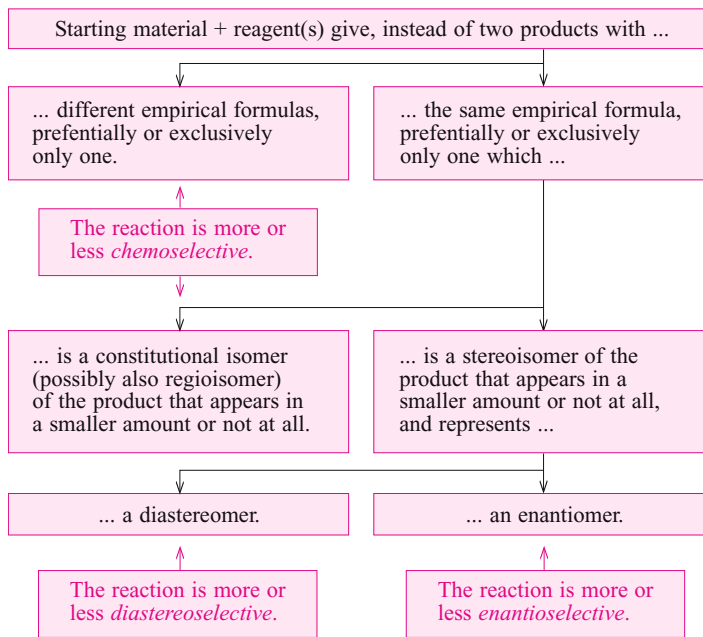 Starting material + reagent(s) give, instead of two products with ...
... different empirical formulas,
prefentially or exclusively
only one.
... the same empirical formula,
prefentially or exclusively
only one which ...
The reaction is more or
less chemoselective.
... is a constitutional isomer
(possibly also regioisomer)
of the product that appears in
a smaller amount or not at all.
... is a stereoisomer of the
product that appears in a
smaller amount or not at all,
and represents ...
... a diastereomer.
... an enantiomer.
The reaction is more or
less diastereoselective.
The reaction is more or
less enantioselective.